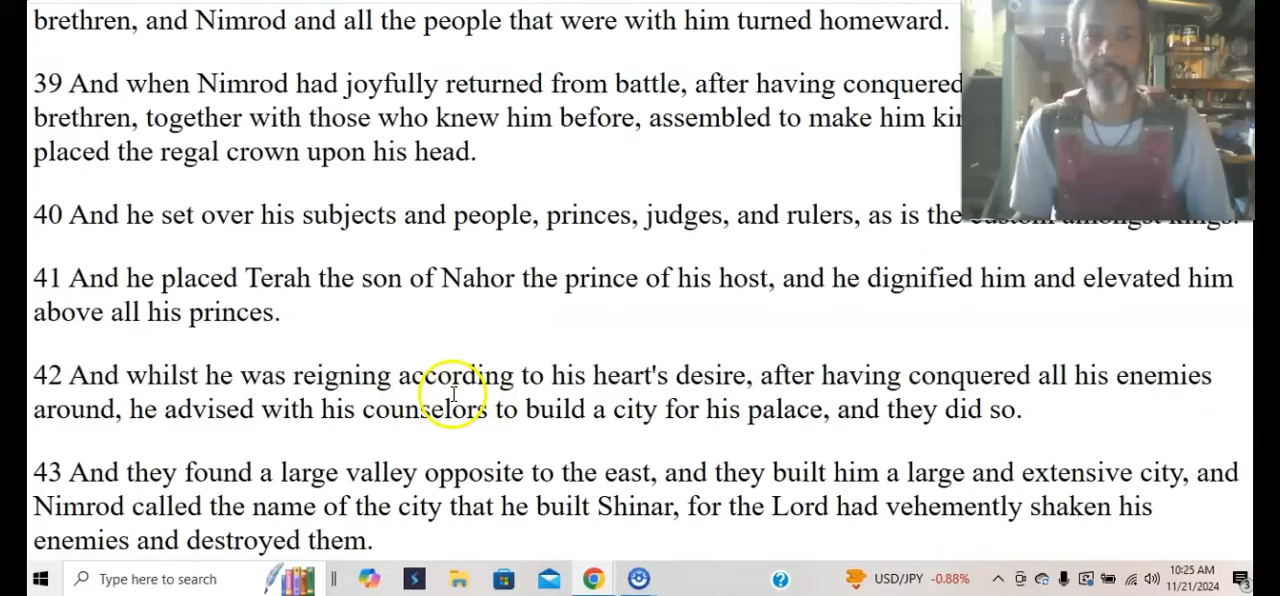 brethren, and Nimrod and all the people that were with him turned homeward.
39 And when Nimrod had joyfully returned from battle, after having conquered
brethren, together with those who knew him before, assembled to make him
placed the regal crown upon his head.
40 And he set over his subjects and people, princes, judges, and rulers, as is the custom amongst kings.
41 And he placed Terah the son of Nahor the prince of his host, and he dignified him and elevated him
above all his princes.
42 And whilst he was reigning according to his heart's desire, after having conquered all his enemies
around, he advised with his counselors to build a city for his palace, and they did so.
43 And they found a large valley opposite to the east, and they built him a large and extensive city, and
Nimrod called the name of the city that he built Shinar, for the Lord had vehemently shaken his
enemies and destroyed them.
Type here to search
USD/JPY -0.88%
10:25 AM
11/21/2024
3